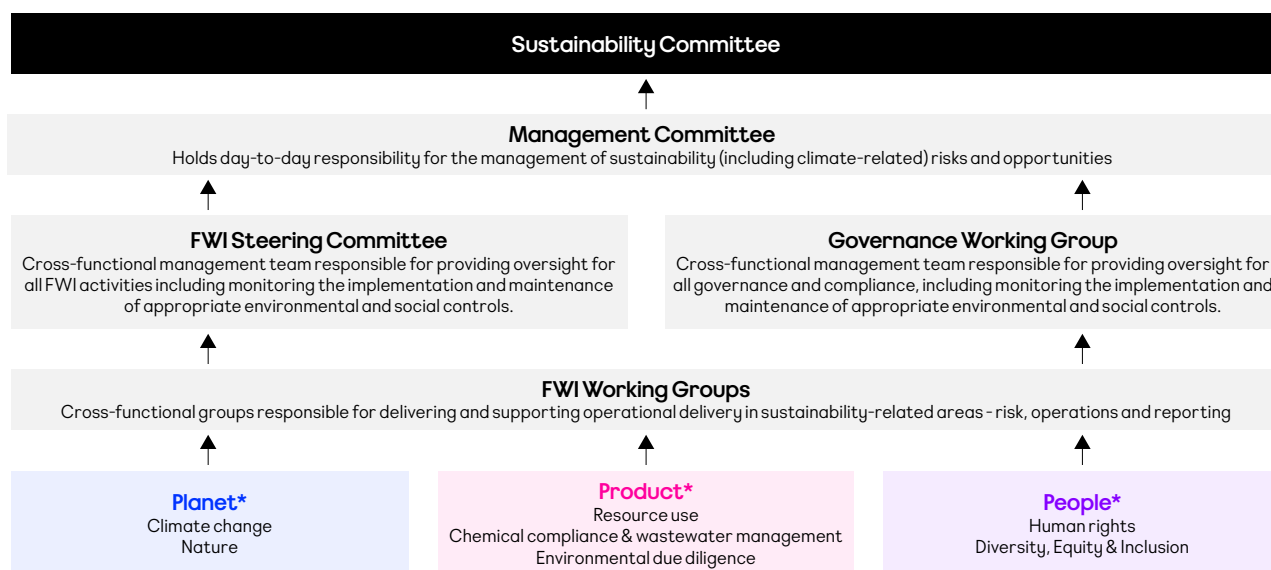 Sustainability Committee
Management Committee
Holds day-to-day responsibility for the management of sustainability (including climate-related) risks and opportunities
FWI Steering Committee
Cross-functional management team responsible for providing oversight for
all FWI activities including monitoring the implementation and maintenance
of appropriate environmental and social controls.
Governance Working Group
Cross-functional management team responsible for providing oversight for
all governance and compliance, including monitoring the implementation and
maintenance of appropriate environmental and social controls.
FWI Working Groups
Cross-functional groups responsible for delivering and supporting operational delivery in sustainability-related areas - risk, operations and reporting
Planet*
Climate change
Nature
Product*
Resource use
Chemical compliance & wastewater management
Environmental due diligence
People*
Human rights
Diversity, Equity & Inclusion